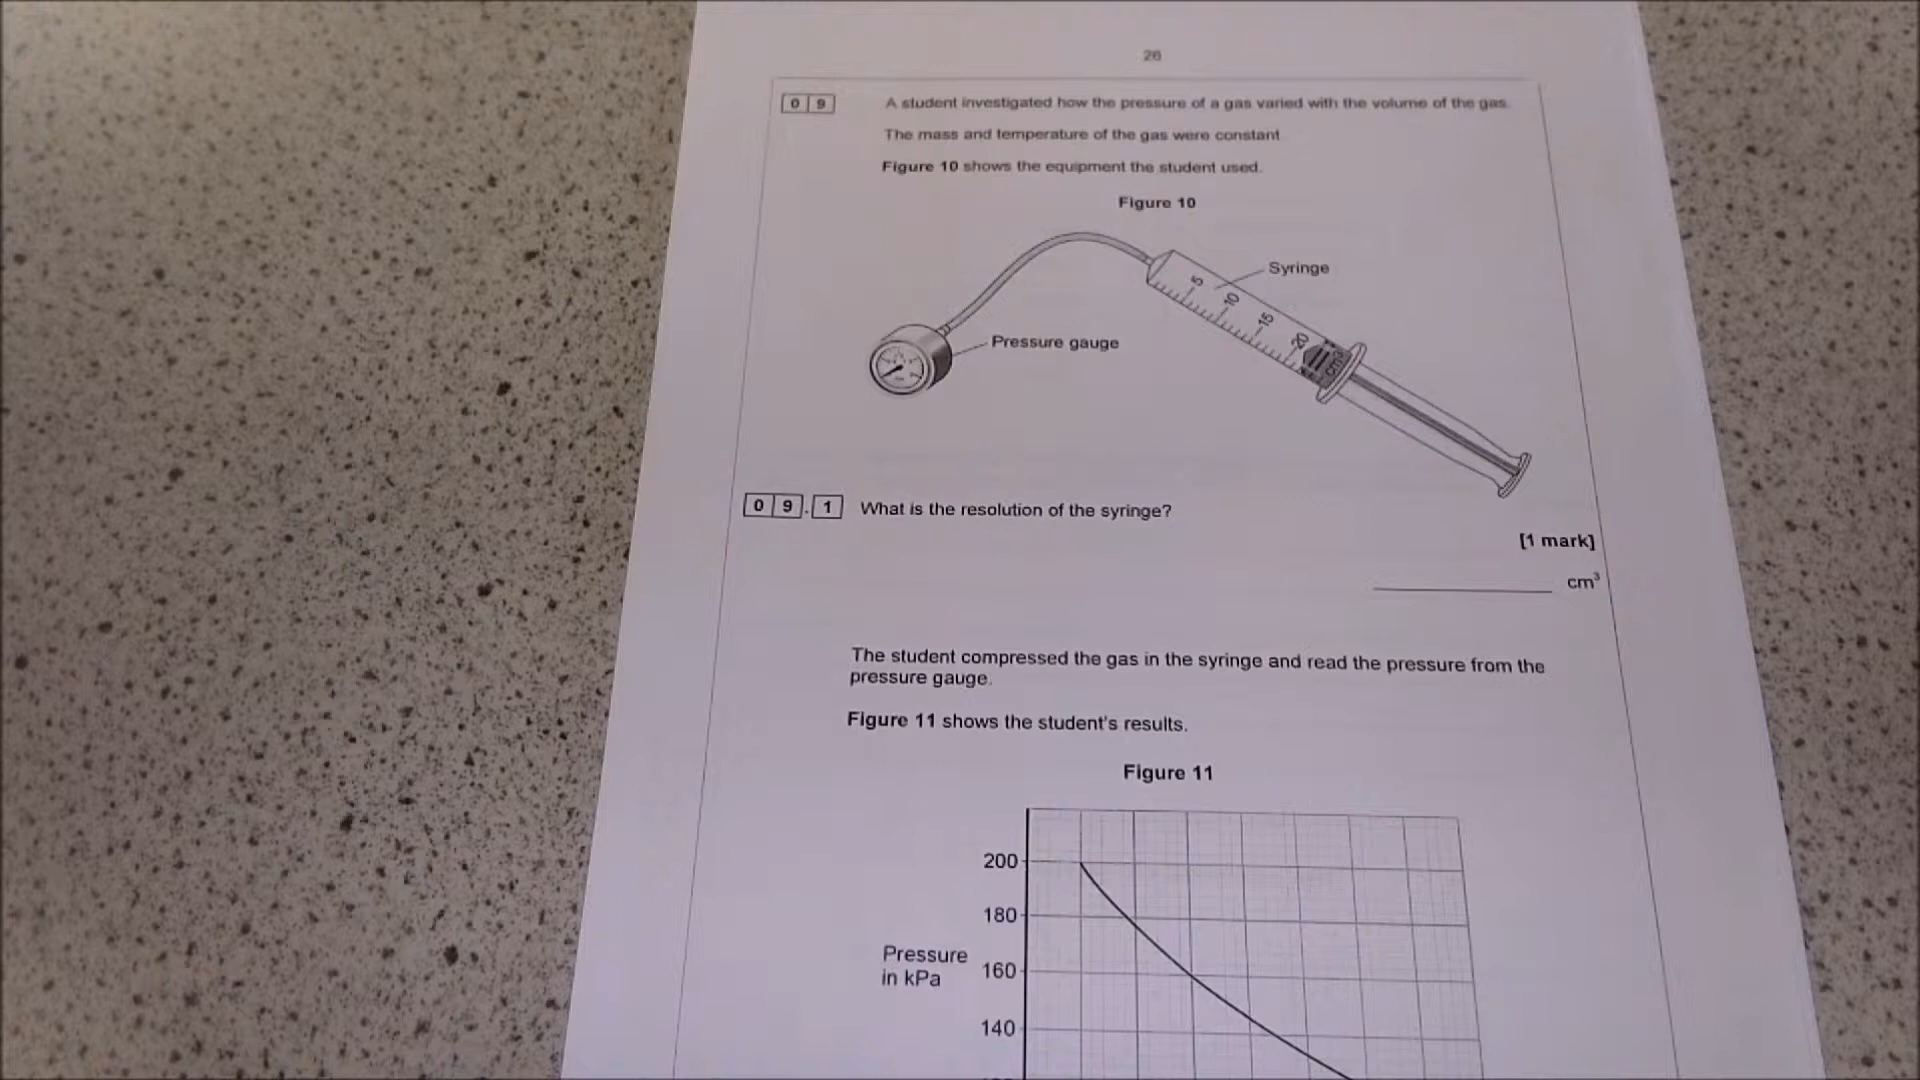 26
0 9 A student investigated how the pressure of a gas varied with the volume of the gas.
The mass and temperature of the gas were constant.
Figure 10 shows the equipment the student used.
Figure 10
Syringe
5
10
15
20
cm³
Pressure gauge
0 9 . 1 What is the resolution of the syringe?
[1 mark]
cm³
The student compressed the gas in the syringe and read the pressure from the
pressure gauge.
Figure 11 shows the student's results.
Figure 11
200
180
Pressure
in kPa
160
140